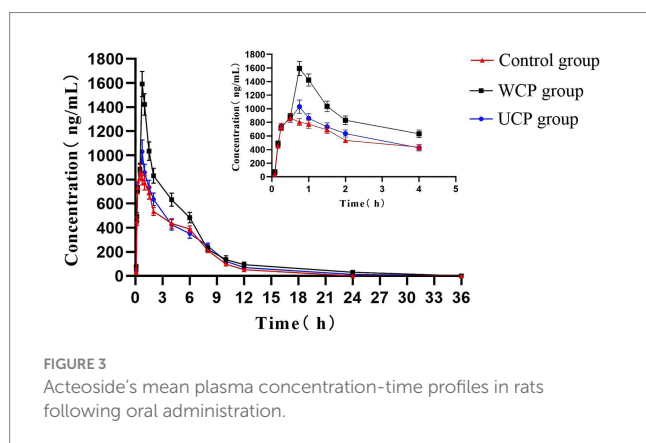 1800
1600
1400
1200
1000
800
600
400
200
0
Concentration( ng/mL)
0 3 6 9 12 15 18 21 24 27 30 33 36
Time( h)
1800
1600
1400
1200
1000
800
600
400
200
0
Concentration( ng/mL)
0 1 2 3 4 5
Time( h)
Control group
WCP group
UCP group
FIGURE 3
Acteoside's mean plasma concentration-time profiles in rats
following oral administration.